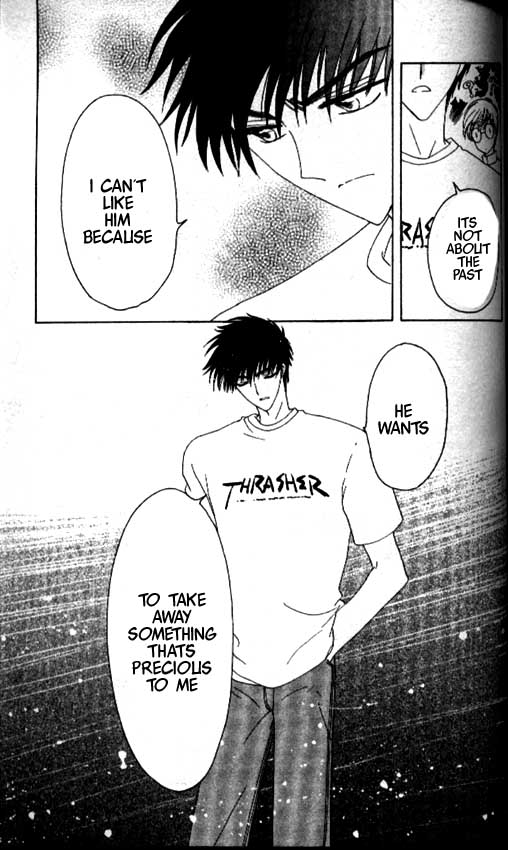 ITS
NOT
ABOUT
THE
PAST
RAS
I CAN'T
LIKE
HIM
BECAUSE
HE
WANTS
THRASHER
TO TAKE
AWAY
SOMETHING
THATS
PRECIOUS
TO ME